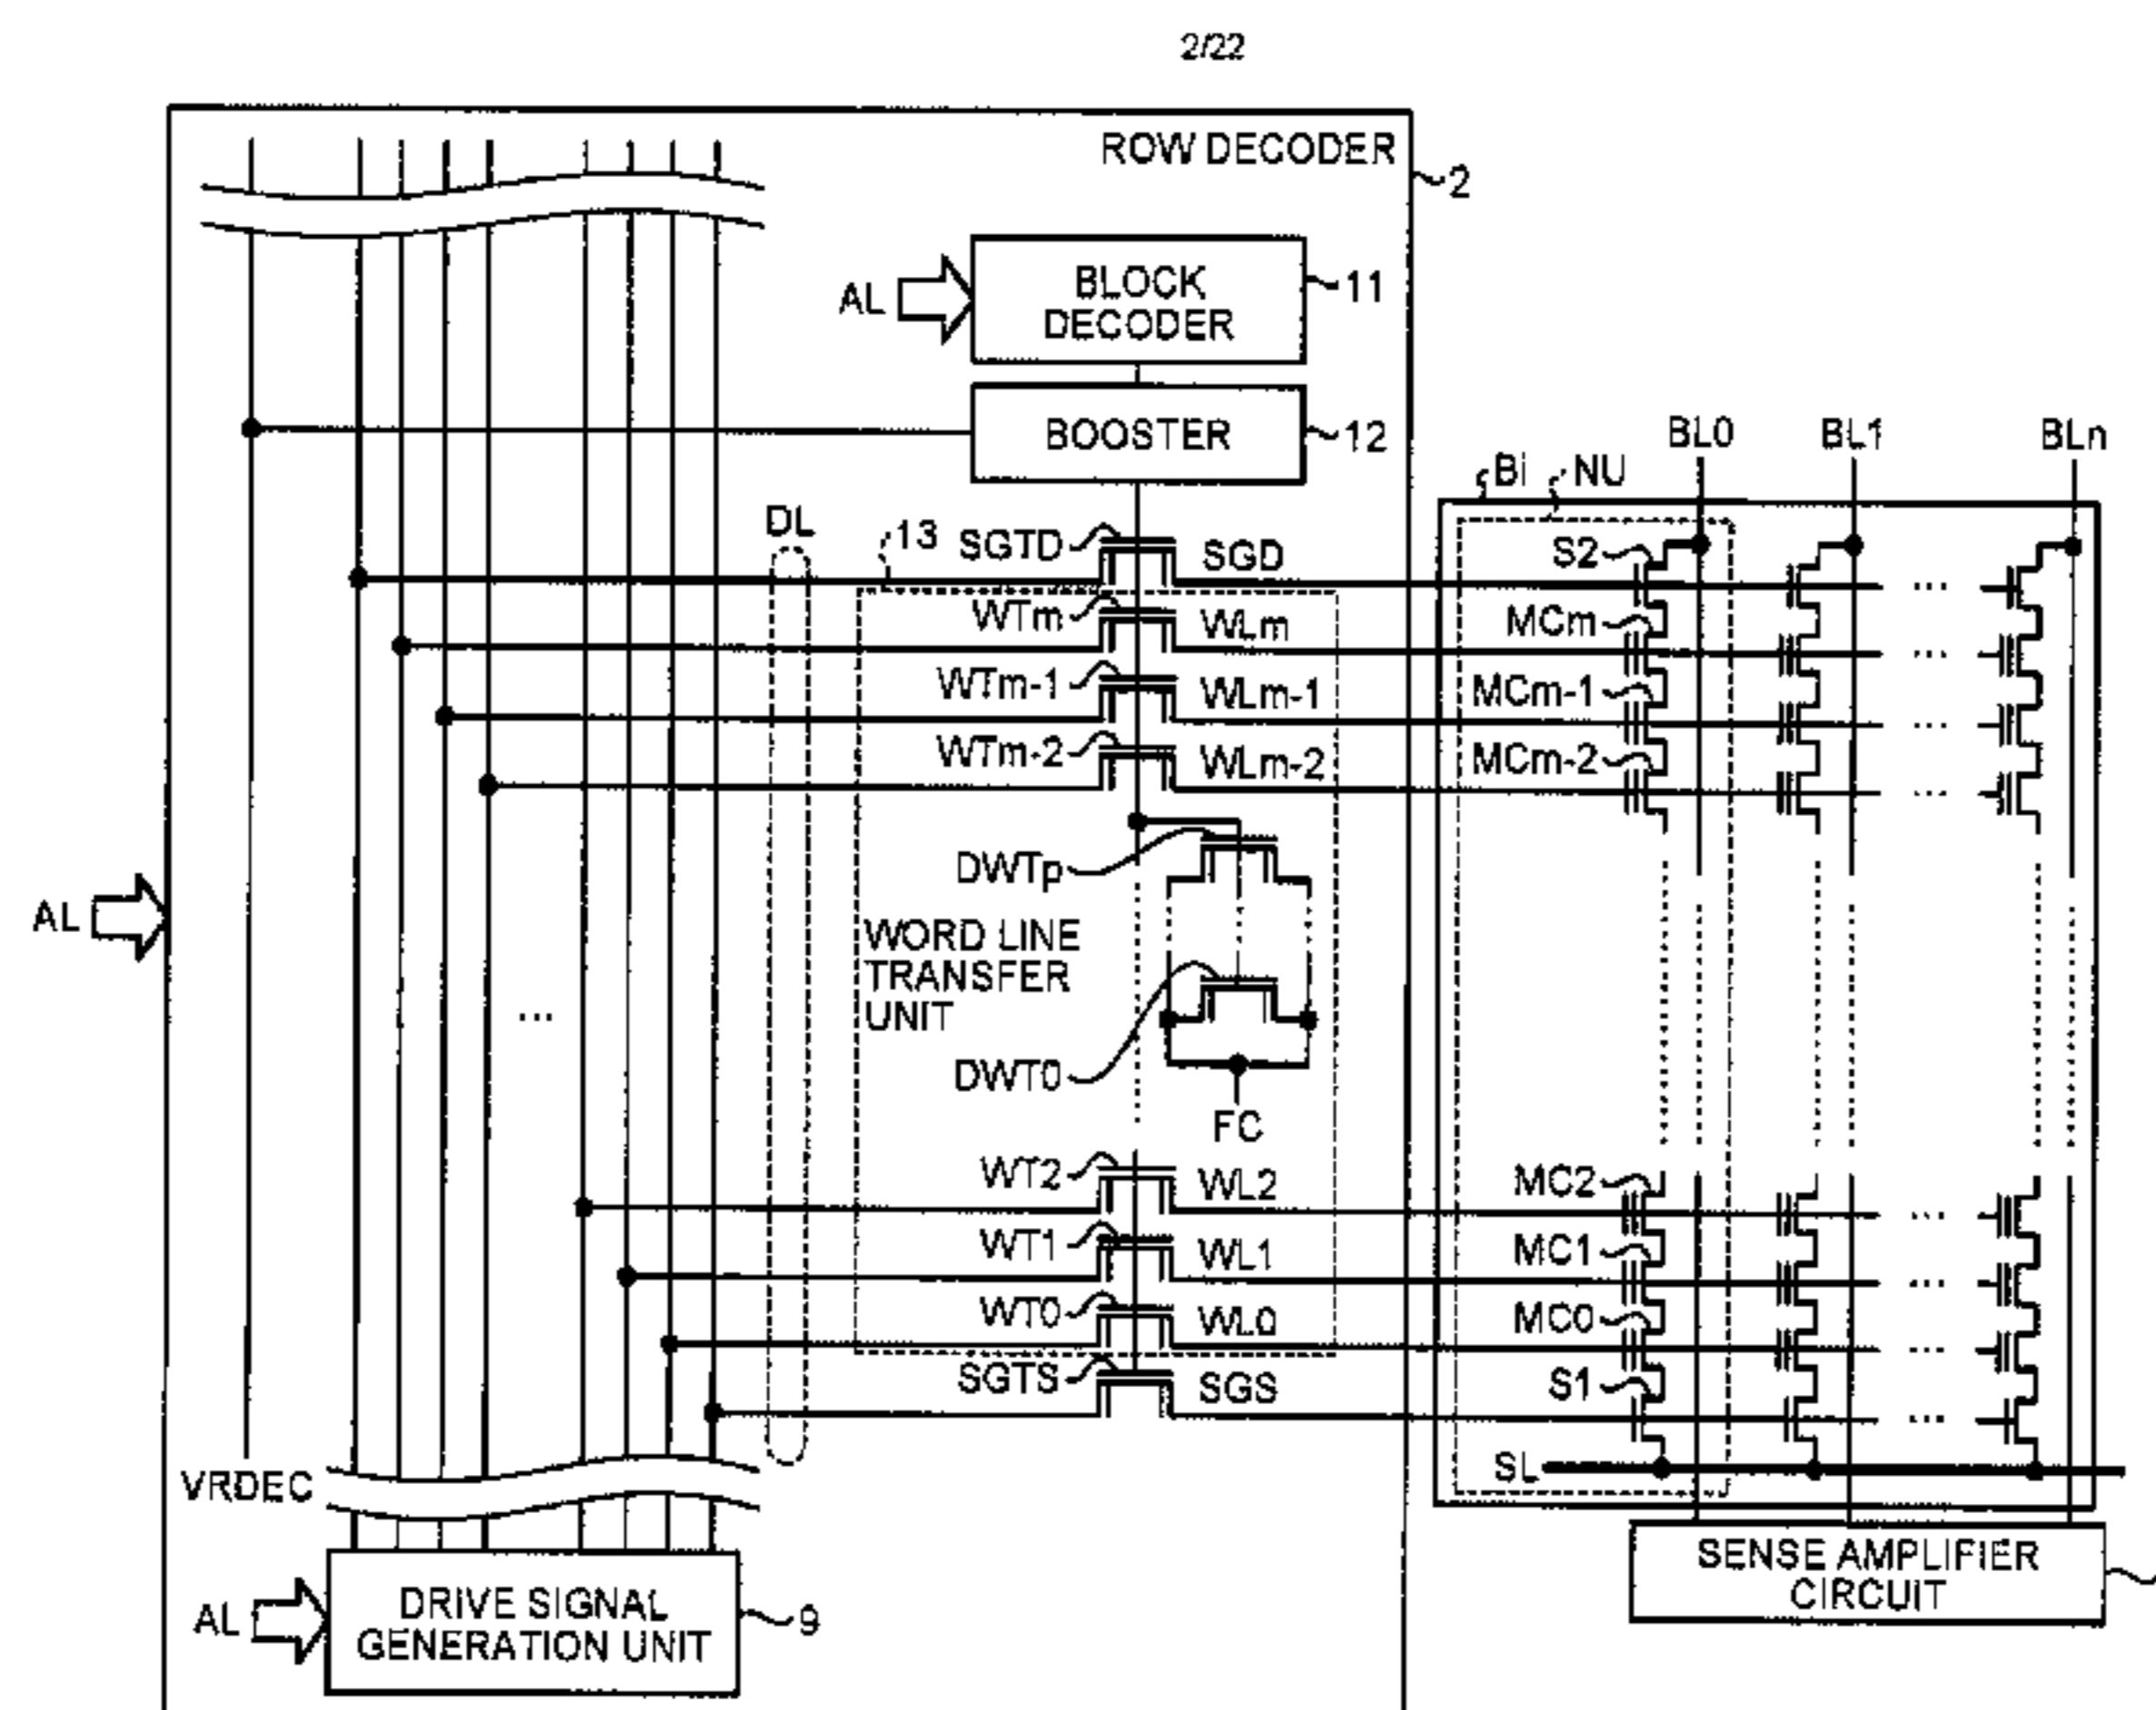 2/22
ROW DECODER
2
AL
BLOCK
DECODER
11
BOOSTER
12
BL0
BL1
BLn
Bi
NU
DL
13
SGTD
SGD
S2
WTm
WLm
MCm
WTm-1
WLm-1
MCm-1
WTm-2
WLm-2
MCm-2
DWTp
AL
WORD LINE
TRANSFER
UNIT
...
DWT0
FC
WT2
WL2
MC2
WT1
WL1
MC1
WT0
WL0
MC0
SGTS
SGS
S1
SL
VRDEC
SENSE AMPLIFIER
CIRCUIT
AL
DRIVE SIGNAL
GENERATION UNIT
9